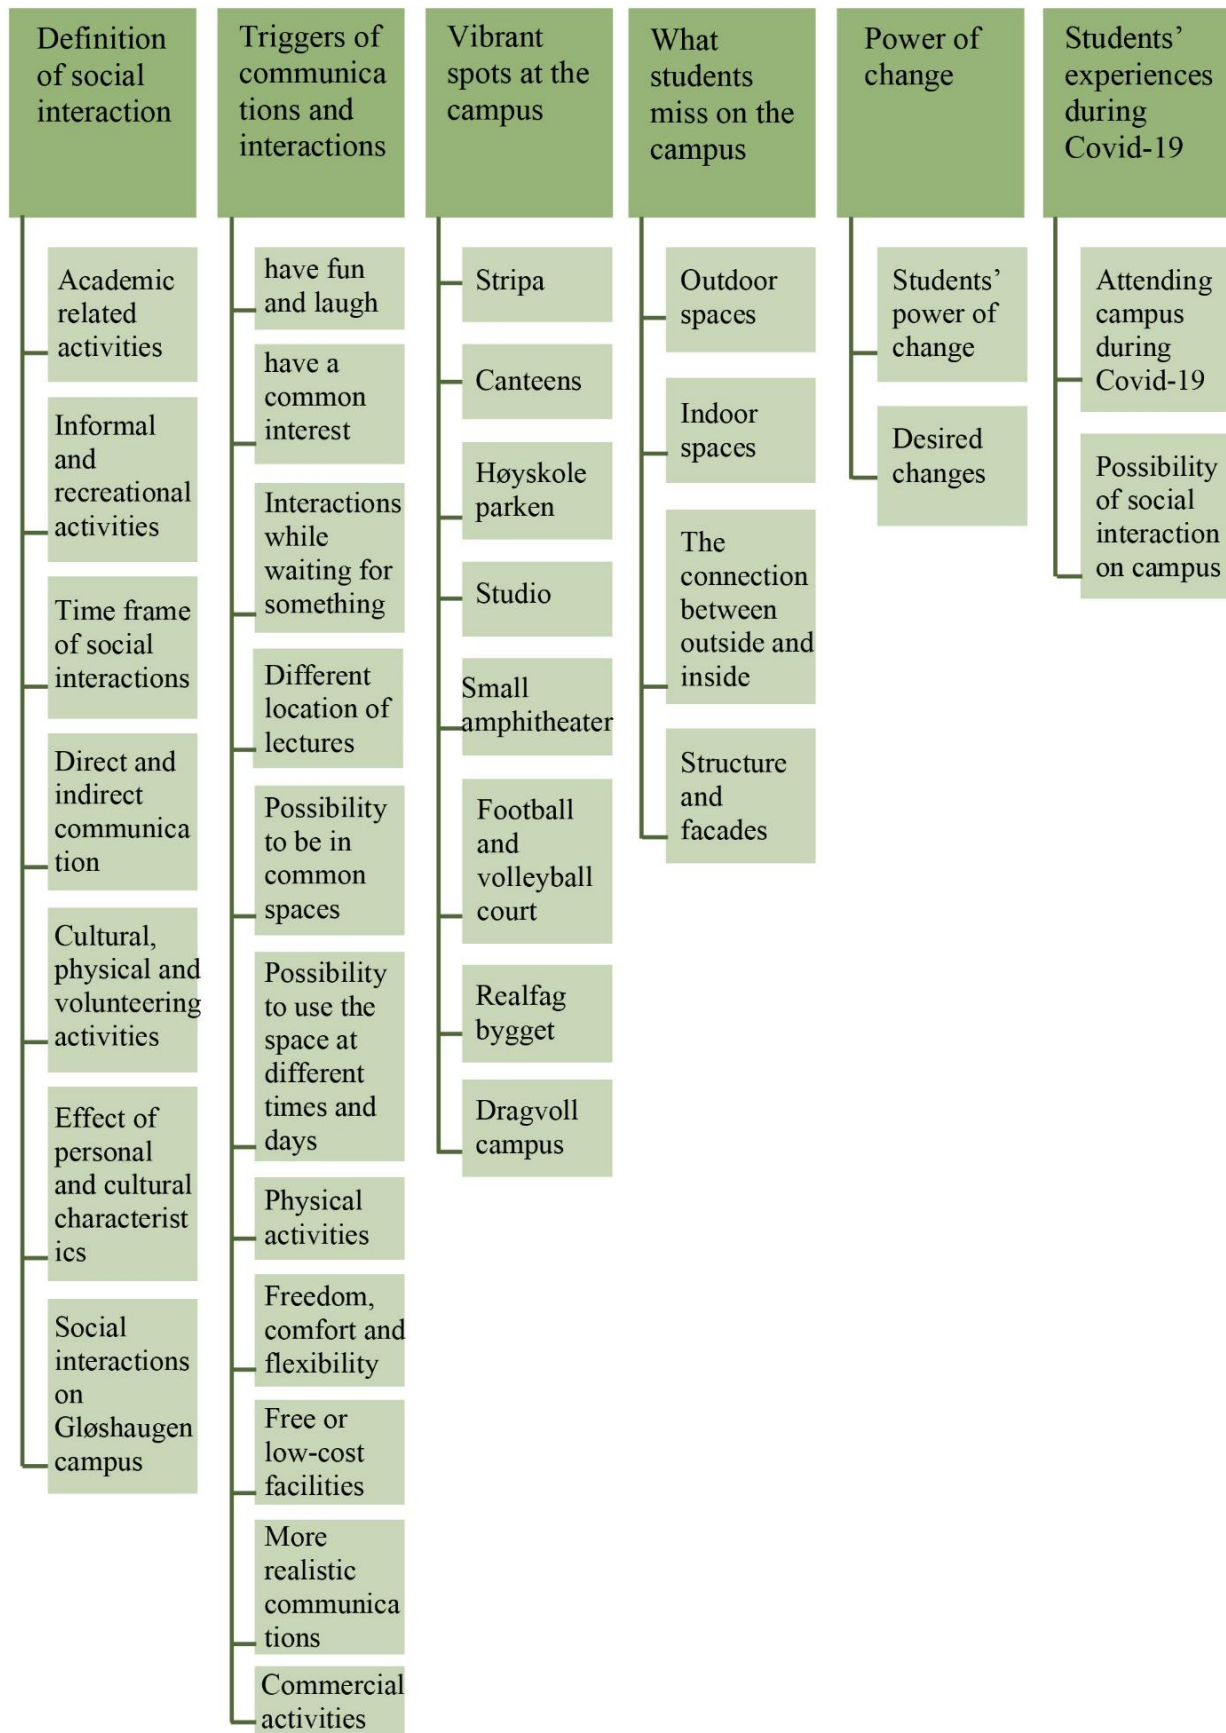 Definition
of social
interaction
Academic
related
activities
Informal
and
recreational
activities
Time frame
of social
interactions
Direct and
indirect
communica
tion
Cultural,
physical and
volunteering
activities
Effect of
personal
and cultural
characterist
ics
Social
interactions
on
Gløshaugen
campus
Triggers of
communica
tions and
interactions
have fun
and laugh
have a
common
interest
Interactions
while
waiting for
something
Different
location of
lectures
Possibility
to be in
common
spaces
Possibility
to use the
space at
different
times and
days
Physical
activities
Freedom,
comfort and
flexibility
Free or
low-cost
facilities
More
realistic
communica
tions
Commercial
activities
Vibrant
spots at the
campus
Stripa
Canteens
Høyskole
parken
Studio
Small
amphitheater
Football
and
volleyball
court
Realfag
bygget
Dragvoll
campus
What
students
miss on the
campus
Outdoor
spaces
Indoor
spaces
The
connection
between
outside and
inside
Structure
and
facades
Power of
change
Students’
power of
change
Desired
changes
Students’
experiences
during
Covid-19
Attending
campus
during
Covid-19
Possibility
of social
interaction
on campus